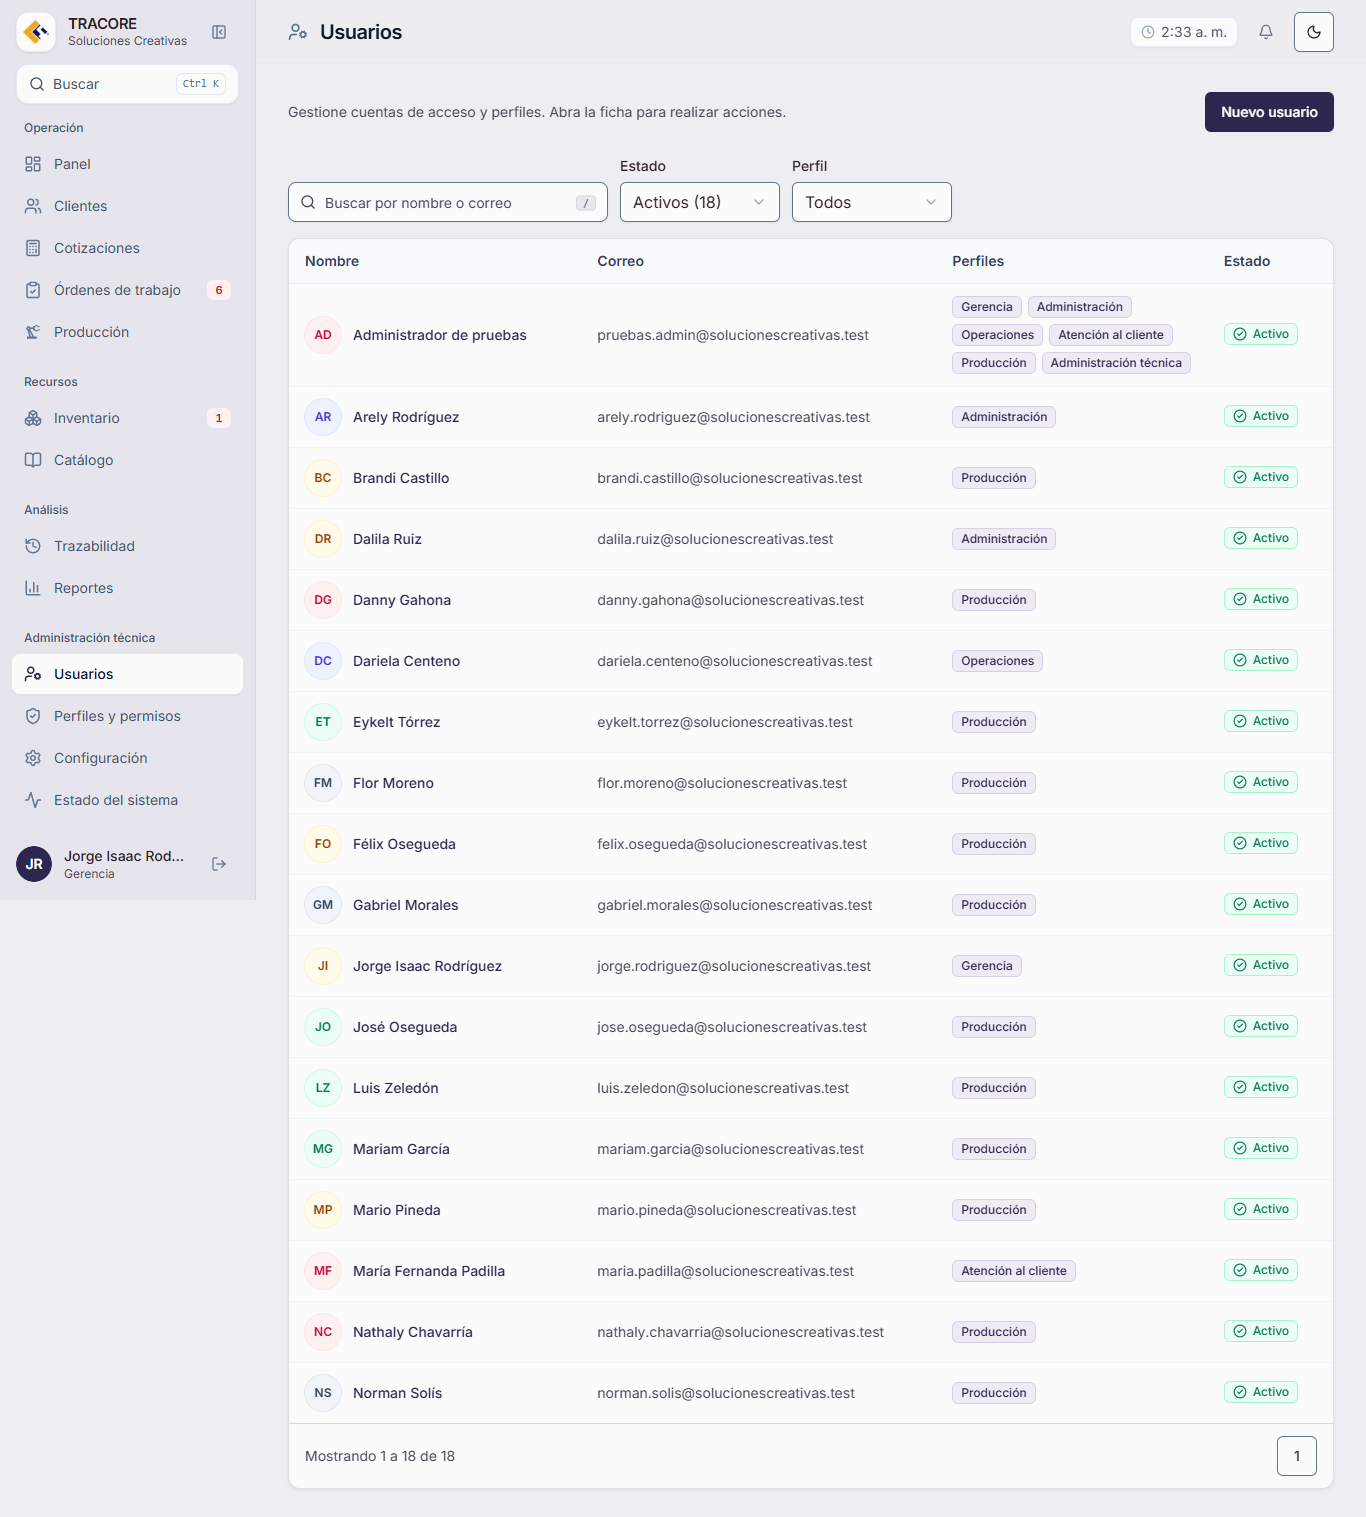 TRACORE
Soluciones Creativas
Buscar
Ctrl K
Operación
Panel
Clientes
Cotizaciones
Órdenes de trabajo 6
Producción
Recursos
Inventario 1
Catálogo
Análisis
Trazabilidad
Reportes
Administración técnica
Usuarios
Perfiles y permisos
Configuración
Estado del sistema
JR
Jorge Isaac Rod...
Gerencia
Usuarios
2:33 a. m.
Gestione cuentas de acceso y perfiles. Abra la ficha para realizar acciones.
Nuevo usuario
Estado
Perfil
Buscar por nombre o correo /
Activos (18)
Todos
Nombre Correo Perfiles Estado
AD Administrador de pruebas pruebas.admin@solucionescreativas.test
Gerencia Administración
Operaciones Atención al cliente
Producción Administración técnica
Activo
AR Arely Rodríguez arely.rodriguez@solucionescreativas.test Administración Activo
BC Brandi Castillo brandi.castillo@solucionescreativas.test Producción Activo
DR Dalila Ruiz dalila.ruiz@solucionescreativas.test Administración Activo
DG Danny Gahona danny.gahona@solucionescreativas.test Producción Activo
DC Dariela Centeno dariela.centeno@solucionescreativas.test Operaciones Activo
ET Eykelt Tórrez eykelt.torrez@solucionescreativas.test Producción Activo
FM Flor Moreno flor.moreno@solucionescreativas.test Producción Activo
FO Félix Osegueda felix.osegueda@solucionescreativas.test Producción Activo
GM Gabriel Morales gabriel.morales@solucionescreativas.test Producción Activo
JI Jorge Isaac Rodríguez jorge.rodriguez@solucionescreativas.test Gerencia Activo
JO José Osegueda jose.osegueda@solucionescreativas.test Producción Activo
LZ Luis Zeledón luis.zeledon@solucionescreativas.test Producción Activo
MG Mariam García mariam.garcia@solucionescreativas.test Producción Activo
MP Mario Pineda mario.pineda@solucionescreativas.test Producción Activo
MF María Fernanda Padilla maria.padilla@solucionescreativas.test Atención al cliente Activo
NC Nathaly Chavarría nathaly.chavarria@solucionescreativas.test Producción Activo
NS Norman Solís norman.solis@solucionescreativas.test Producción Activo
Mostrando 1 a 18 de 18
1